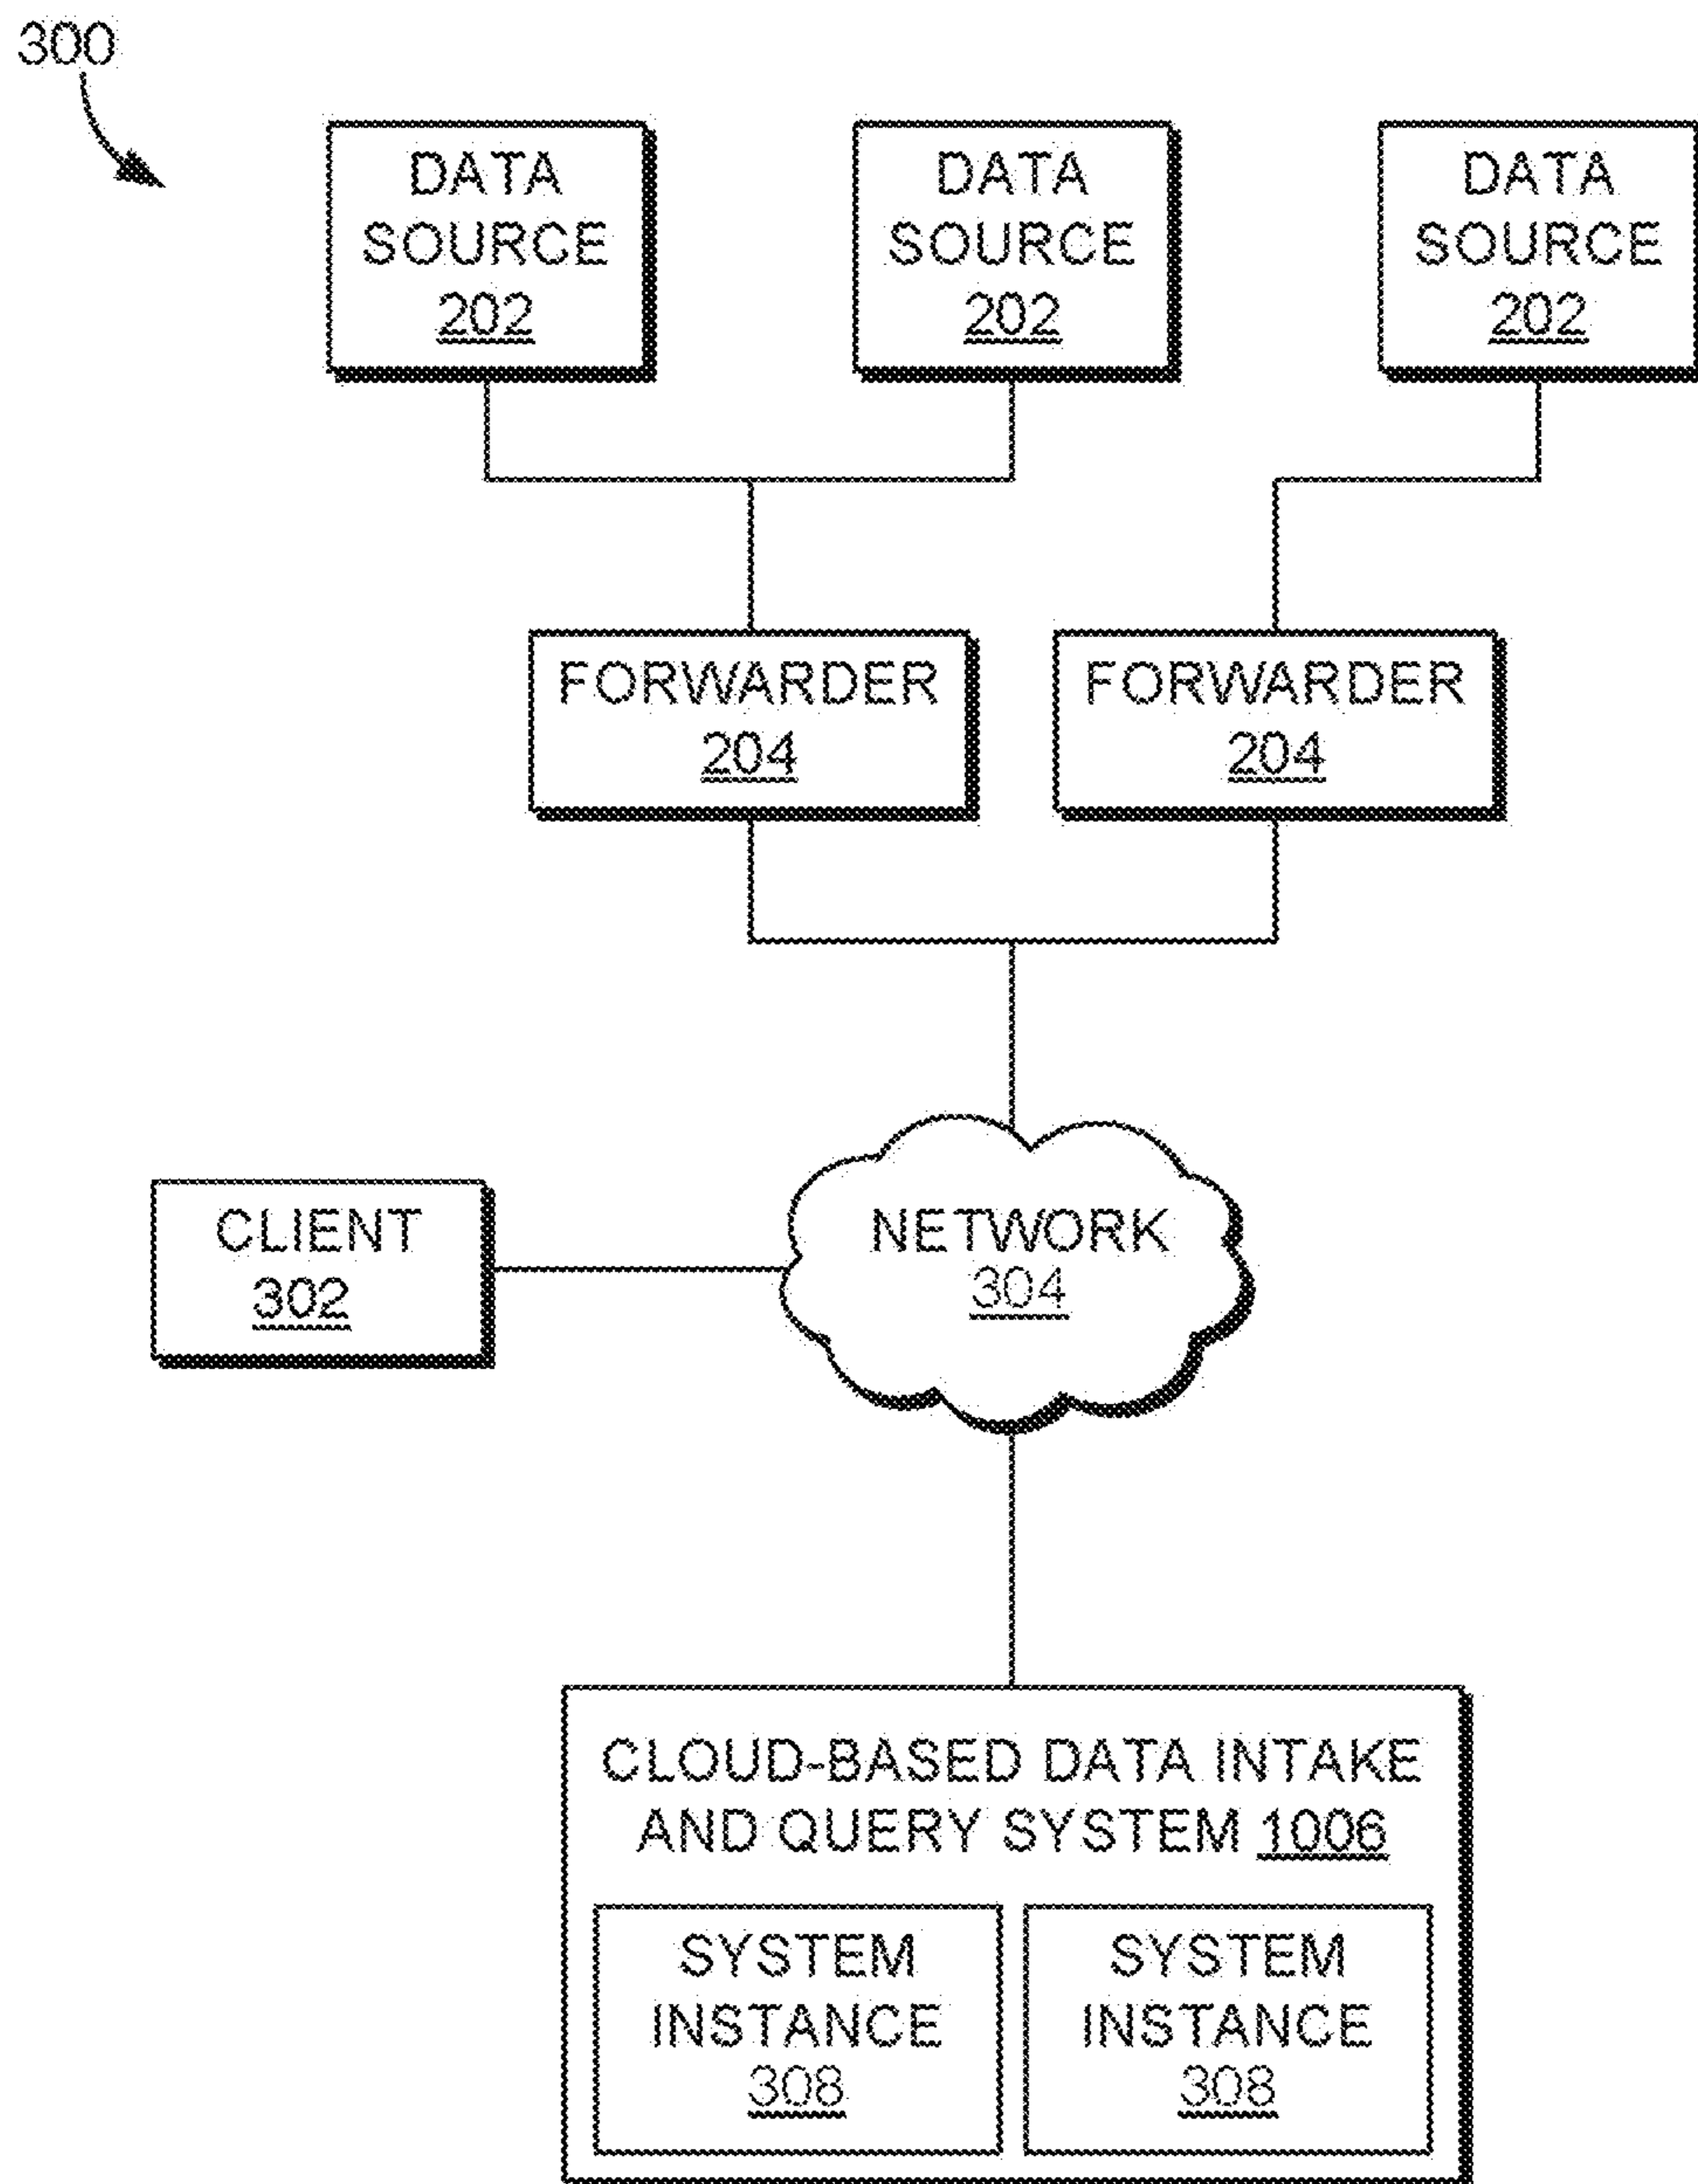 300
DATA
SOURCE
202
DATA
SOURCE
202
DATA
SOURCE
202
FORWARDER
204
FORWARDER
204
CLIENT
302
NETWORK
304
CLOUD-BASED DATA INTAKE
AND QUERY SYSTEM 1006
SYSTEM
INSTANCE
308
SYSTEM
INSTANCE
308